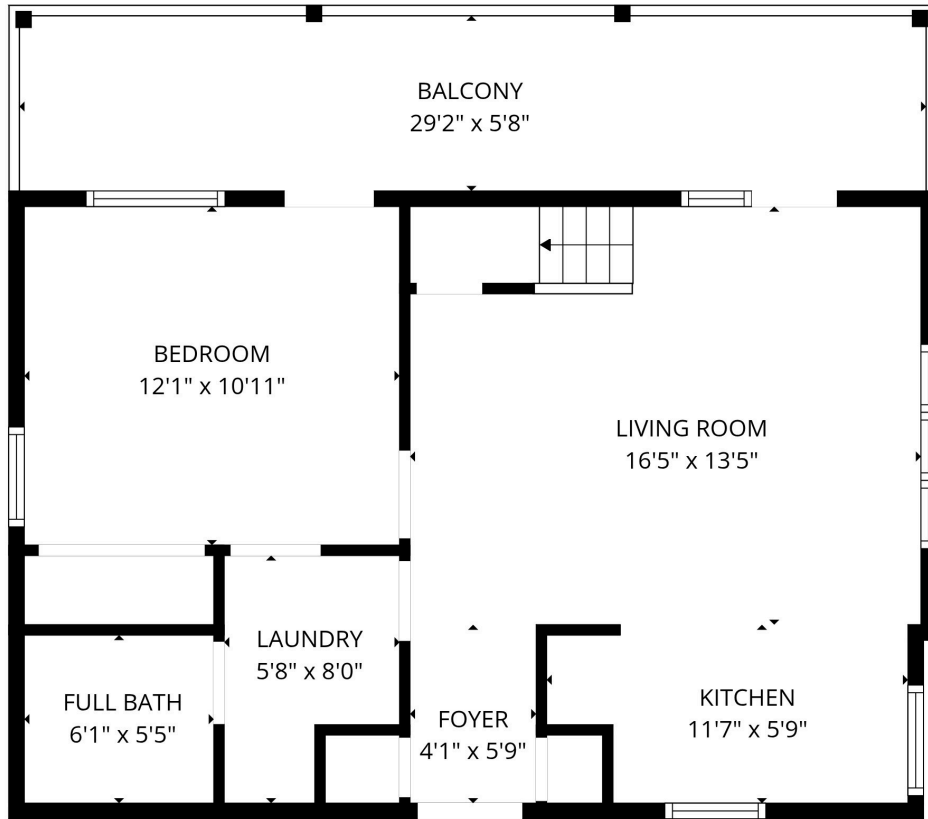 BALCONY
29'2" x 5'8"
BEDROOM
12'1" x 10'11"
LIVING ROOM
16'5" x 13'5"
LAUNDRY
5'8" x 8'0"
FULL BATH
6'1" x 5'5"
FOYER
4'1" x 5'9"
KITCHEN
11'7" x 5'9"